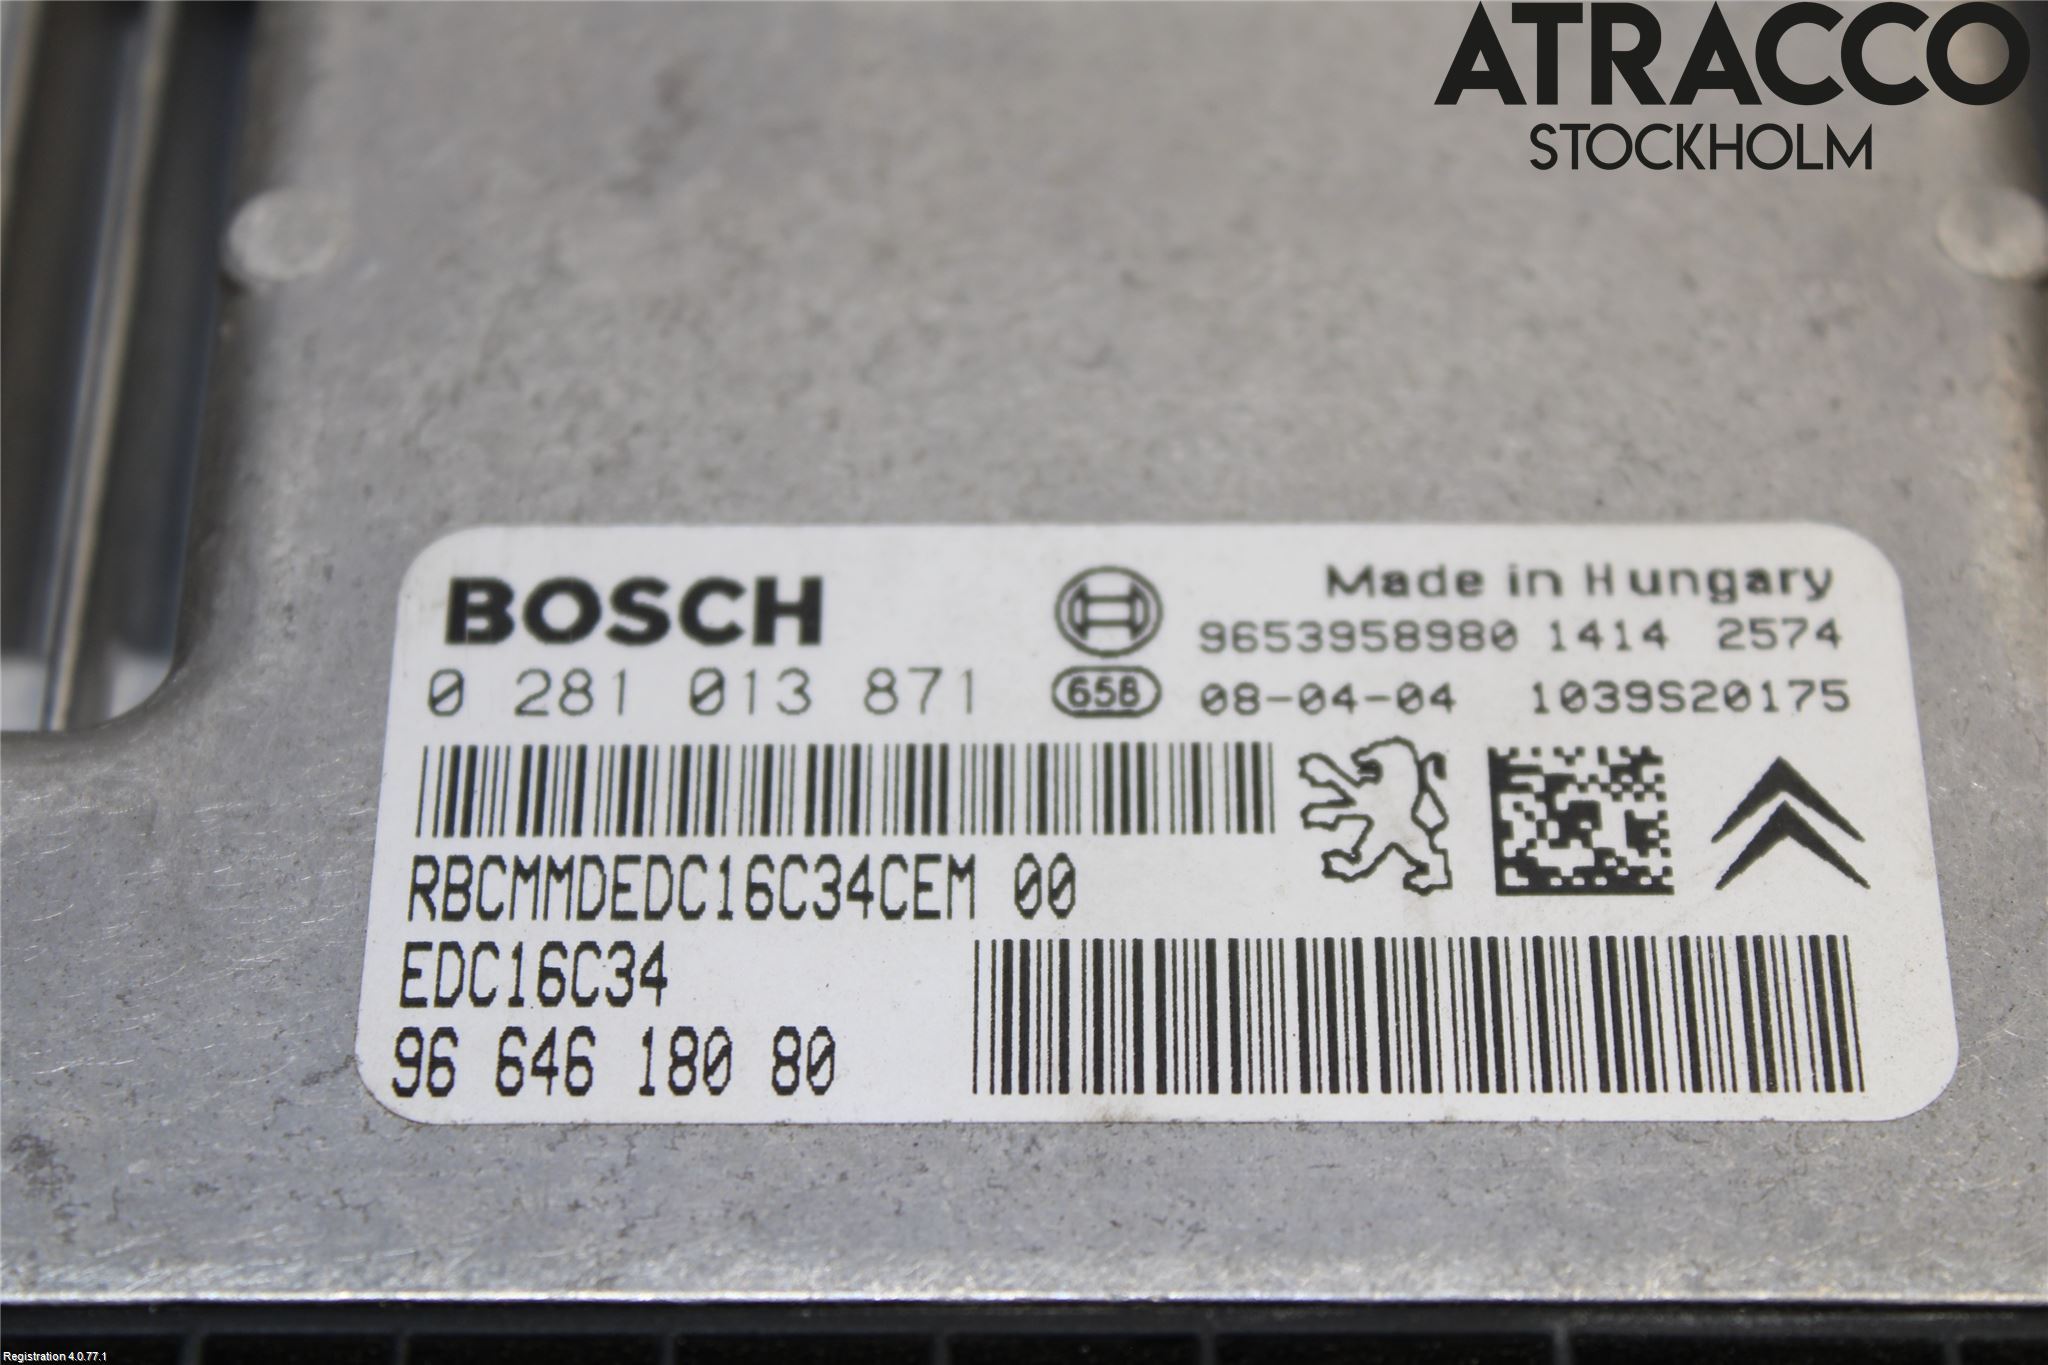 ATRACCO
STOCKHOLM
BOSCH
Made in Hungary
9653958980 1414 2574
0 281 013 871
658
08-04-04 1039S20175
RBCMMDEDC16C34CEM 00
EDC16C34
96 646 180 80
Registration 4.0.77.1